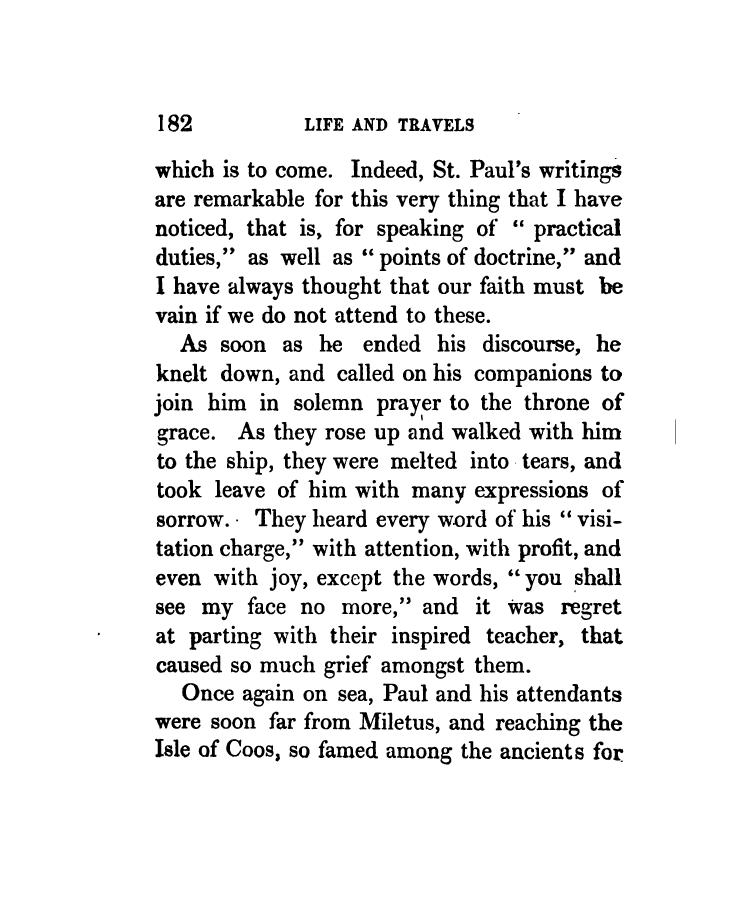 182 LIFE AND TRAVELS
which is to come. Indeed, St. Paul's writings
are remarkable for this very thing that I have
noticed, that is, for speaking of “ practical
duties,” as well as “ points of doctrine,” and
I have always thought that our faith must be
vain if we do not attend to these.
As soon as he ended his discourse, he
knelt down, and called on his companions to
join him in solemn prayer to the throne of
grace. As they rose up and walked with him
to the ship, they were melted into tears, and
took leave of him with many expressions of
sorrow. They heard every word of his “ visi-
tation charge,” with attention, with profit, and
even with joy, except the words, “ you shall
see my face no more,” and it was regret
at parting with their inspired teacher, that
caused so much grief amongst them.
Once again on sea, Paul and his attendants
were soon far from Miletus, and reaching the
Isle of Coos, so famed among the ancients for